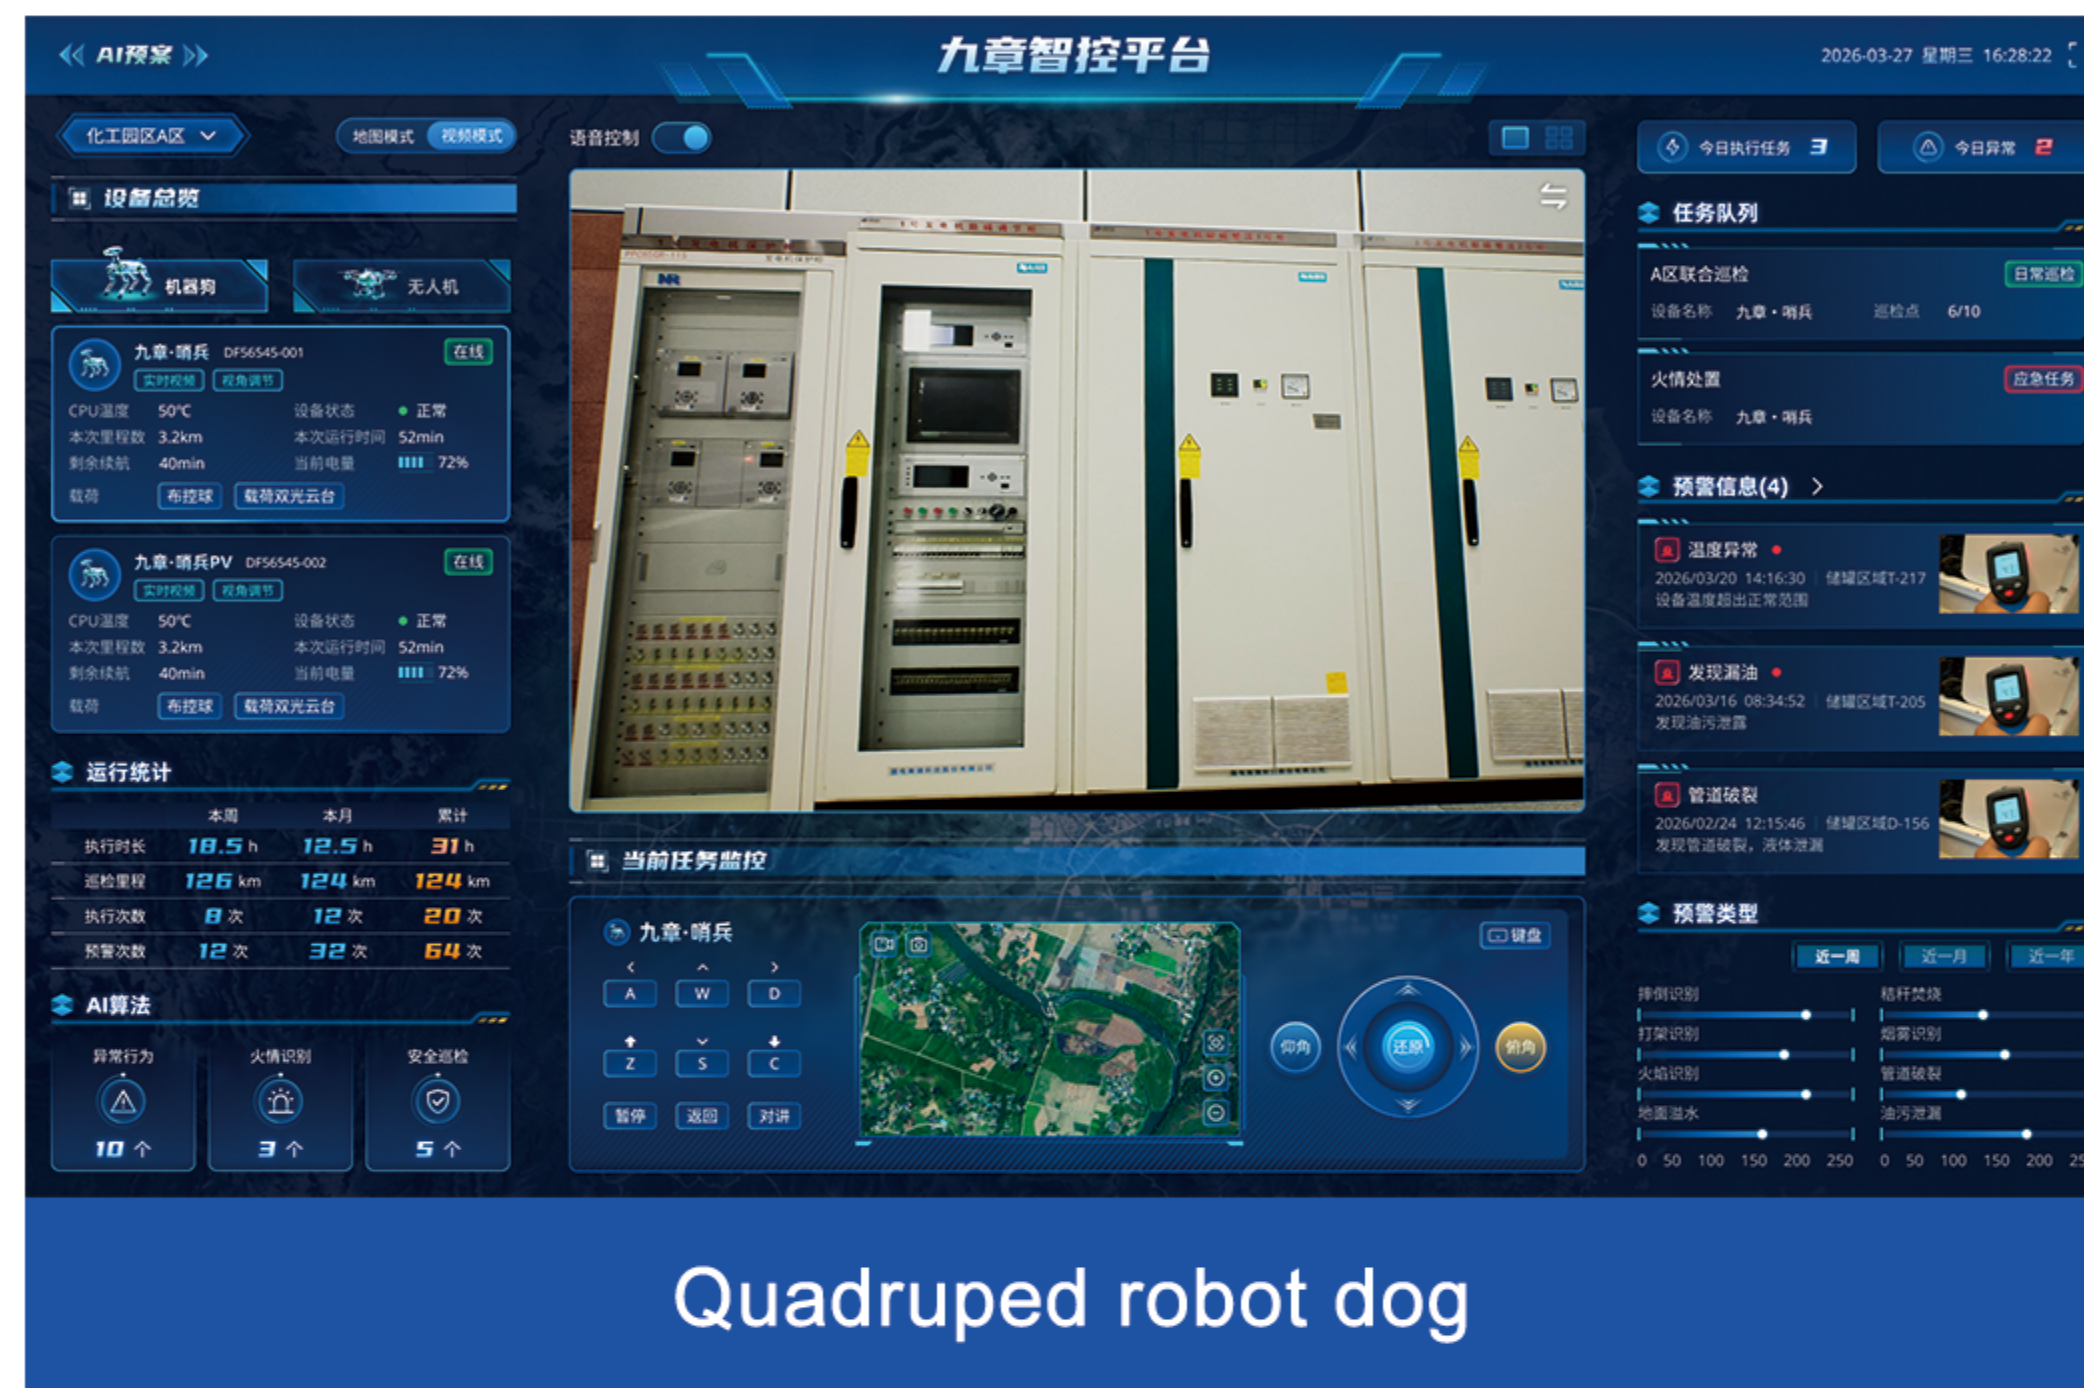 AI预案
九章智控平台
2026-03-27 星期三 16:28:22
化工园区A区
地图模式 视频模式
语音控制
今日执行任务 3
今日异常 2
设备总览
机器狗
无人机
九章·哨兵 DF56545-001 在线
实时视频 视角调节
CPU温度 50℃ 设备状态 正常
本次里程数 3.2km 本次运行时间 52min
剩余续航 40min 当前电量 72%
载荷 布控球 载荷双光云台
九章·哨兵PV DF56545-002 在线
实时视频 视角调节
CPU温度 50℃ 设备状态 正常
本次里程数 3.2km 本次运行时间 52min
剩余续航 40min 当前电量 72%
载荷 布控球 载荷双光云台
运行统计
本周 本月 累计
执行时长 18.5 h 12.5 h 31 h
巡检里程 126 km 124 km 124 km
执行次数 8 次 12 次 20 次
预警次数 12 次 32 次 64 次
AI算法
异常行为 火情识别 安全巡检
10 个 3 个 5 个
NR
当前任务监控
九章·哨兵
键盘
A W D
Z S C
暂停 返回 对讲
仰角 还原 俯角
任务队列
A区联合巡检 日常巡检
设备名称 九章·哨兵 巡检点 6/10
火情处置 应急任务
设备名称 九章·哨兵
预警信息(4)
温度异常
2026/03/20 14:16:30 储罐区域T-217
设备温度超出正常范围
发现漏油
2026/03/16 08:34:52 储罐区域T-205
发现油污泄露
管道破裂
2026/02/24 12:15:46 储罐区域D-156
发现管道破裂，液体泄漏
预警类型
近一周 近一月 近一年
摔倒识别 秸秆焚烧
打架识别 烟雾识别
火焰识别 管道破裂
地面溢水 油污泄漏
0 50 100 150 200 250 0 50 100 150 200
Quadruped robot dog